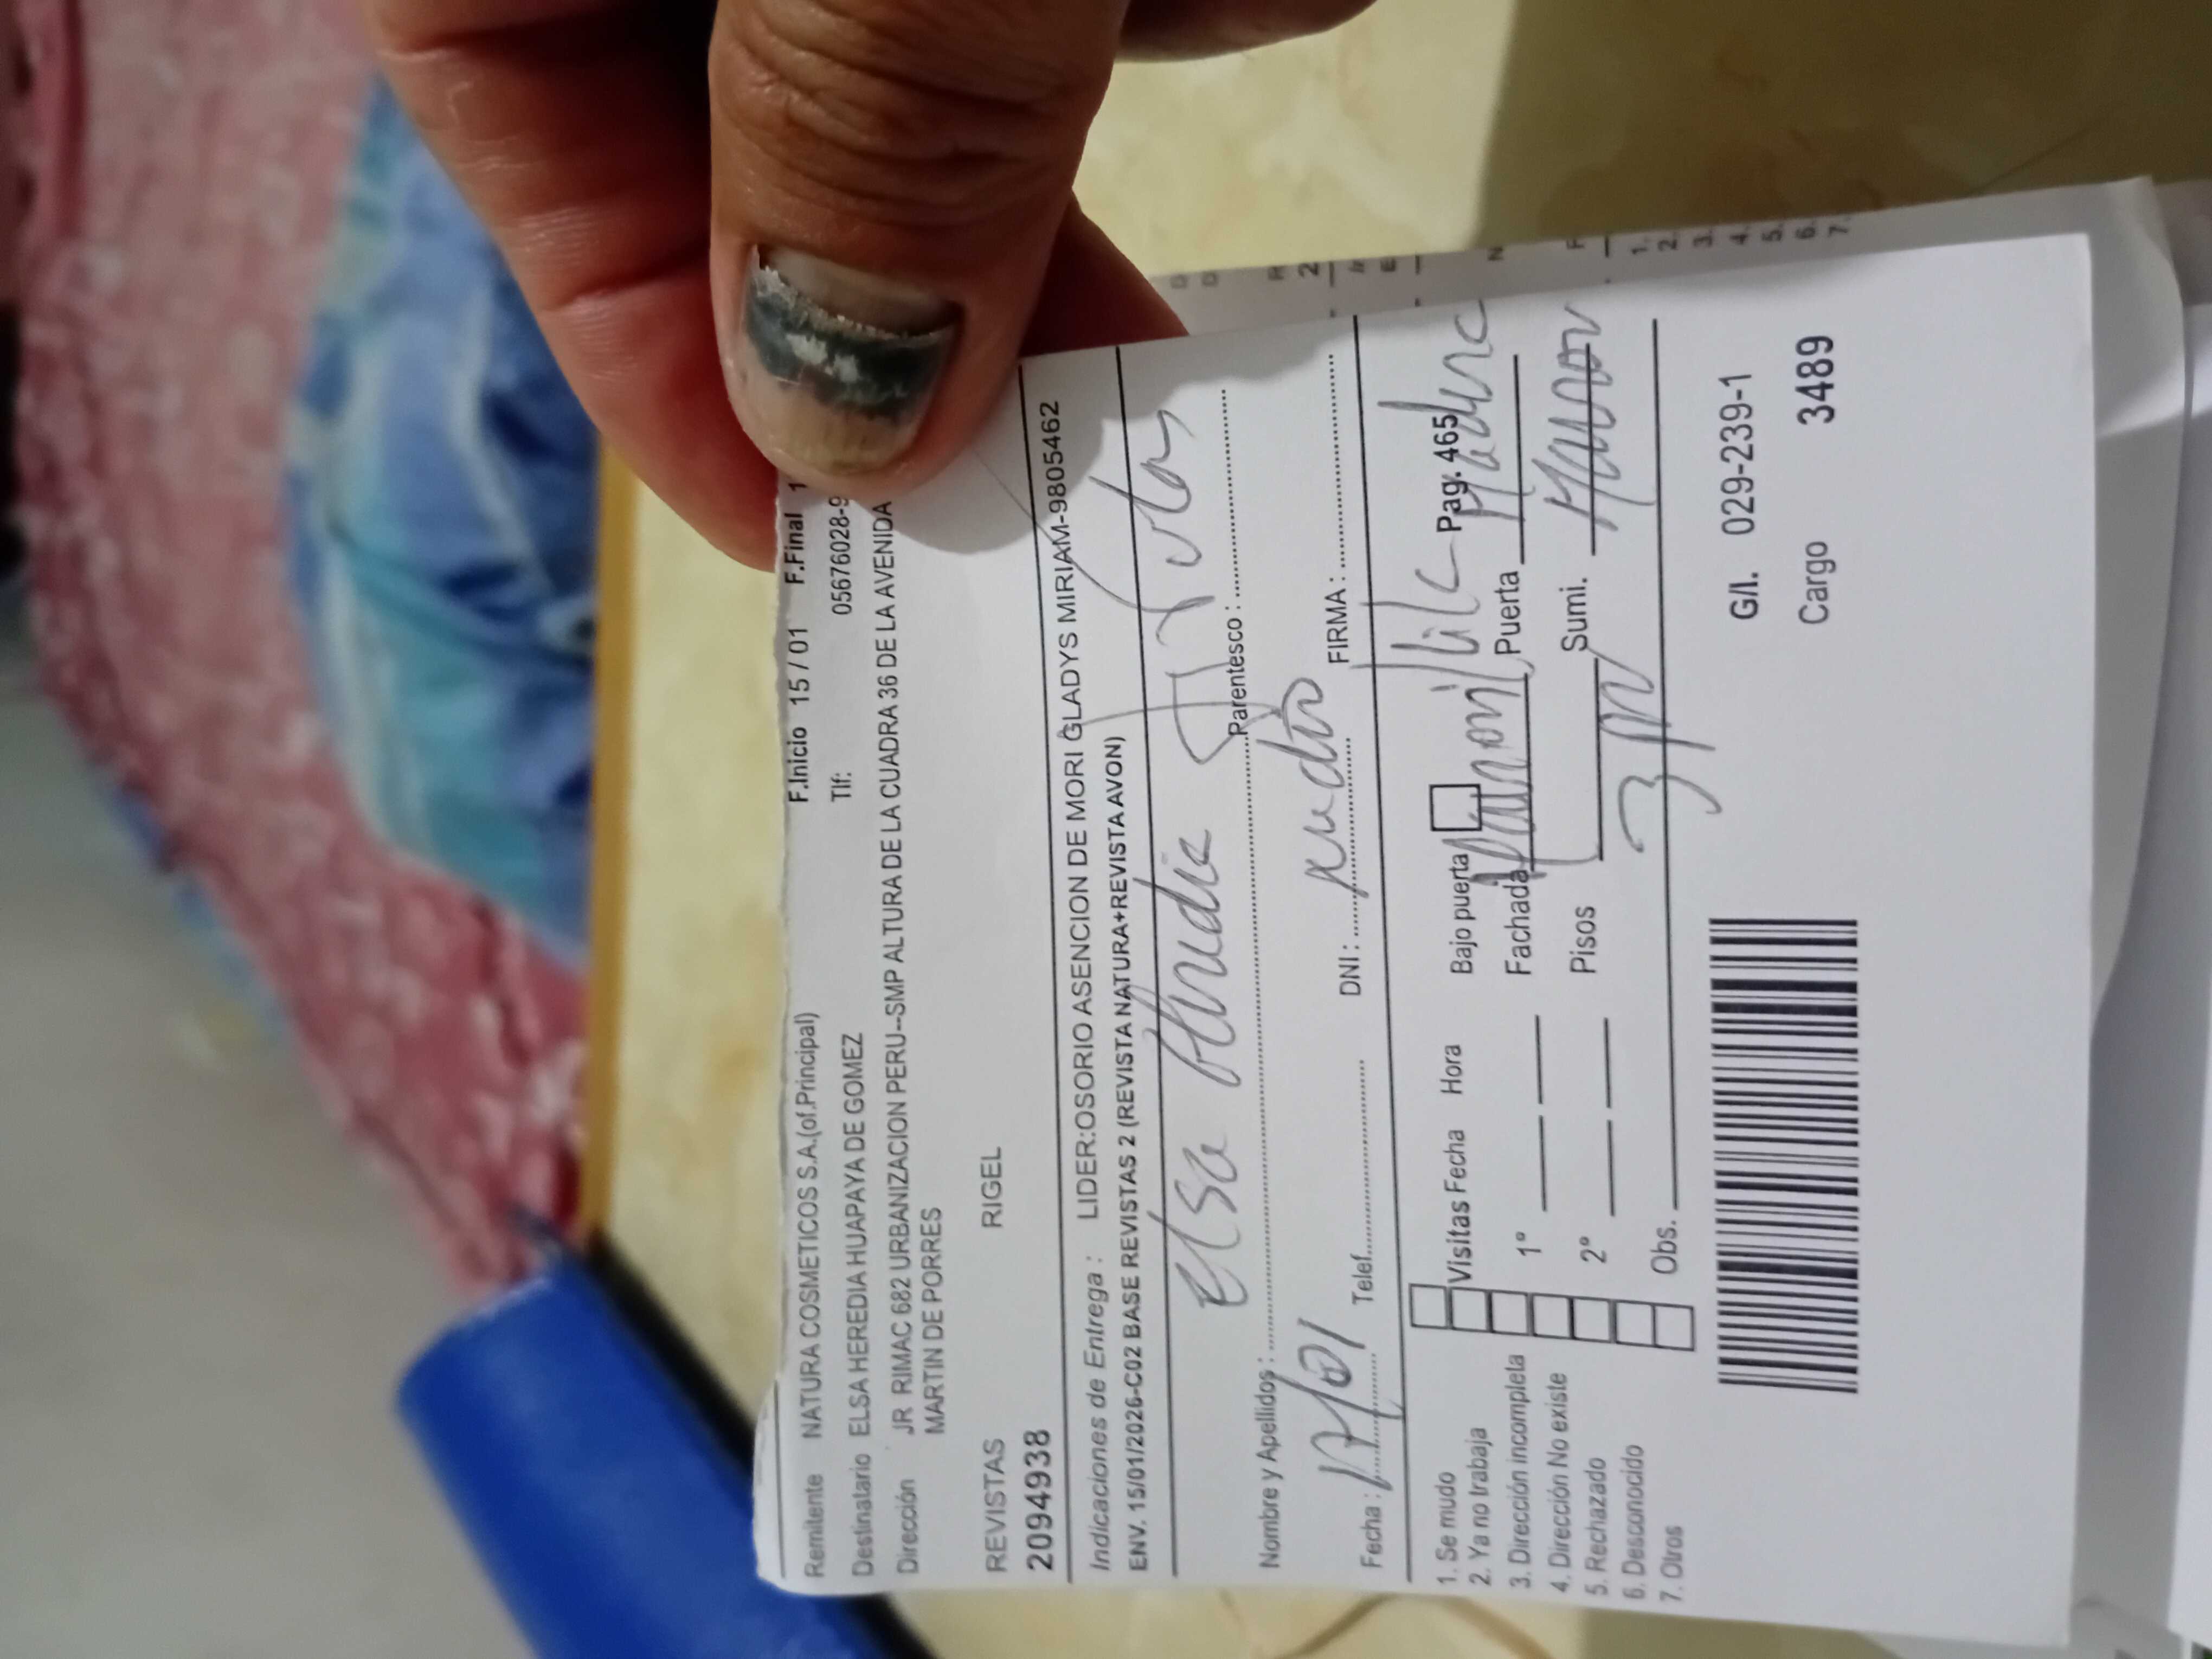 Remitente NATURA COSMETICOS S.A.(of.Principal) F.Inicio 15 / 01 F.Final 1
Destinatario ELSA HEREDIA HUAPAYA DE GOMEZ Tlf: 05676028-9
Dirección JR RIMAC 682 URBANIZACION PERU--SMP ALTURA DE LA CUADRA 36 DE LA AVENIDA
MARTIN DE PORRES
REVISTAS RIGEL
2094938
Indicaciones de Entrega : LIDER:OSORIO ASENCION DE MORI GLADYS MIRIAM-9805462
ENV. 15/01/2026-C02 BASE REVISTAS 2 (REVISTA NATURA+REVISTA AVON)
Elsa
Nombre y Apellidos : Parentesco :
Fecha : Telef. DNI : FIRMA :
Pag. 465
1. Se mudo
2. Ya no trabaja Visitas Fecha Hora Bajo puerta
3. Dirección incompleta 1° Fachada Puerta
4. Dirección No existe
5. Rechazado 2° Pisos Sumi.
6. Desconocido
7. Otros Obs.
G/l. 029-239-1
Cargo 3489